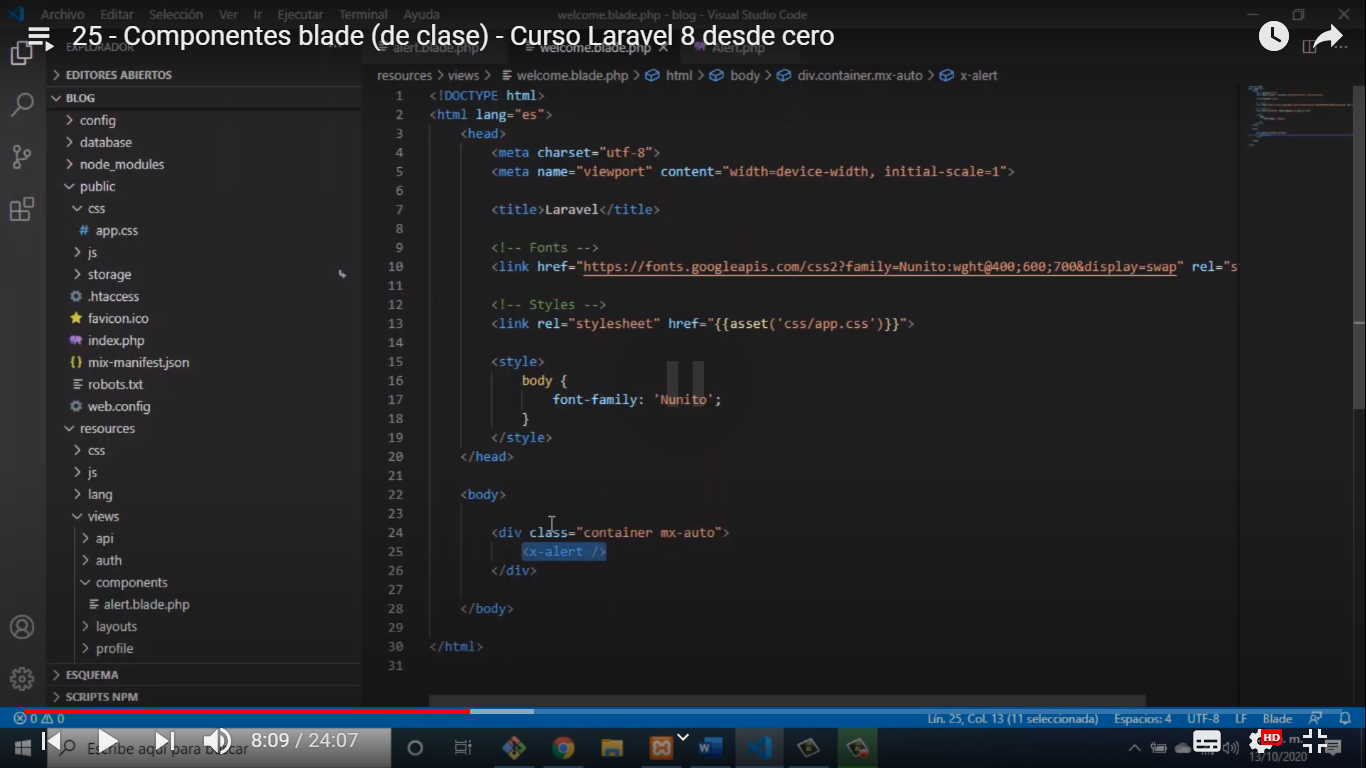 Archivo Editar Selección Ver Ir Ejecutar Terminal Ayuda
welcome.blade.php - blog - Visual Studio Code
25 - Componentes blade (de clase) - Curso Laravel 8 desde cero
EXPLORADOR
alert.blade.php welcome.blade.php Alert.php
EDITORES ABIERTOS
BLOG
config
database
node_modules
public
css
app.css
js
storage
.htaccess
favicon.ico
index.php
mix-manifest.json
robots.txt
web.config
resources
css
js
lang
views
api
auth
components
alert.blade.php
layouts
profile
ESQUEMA
SCRIPTS NPM
resources > views > welcome.blade.php > html > body > div.container.mx-auto > x-alert
1 <!DOCTYPE html>
2 <html lang="es">
3 <head>
4 <meta charset="utf-8">
5 <meta name="viewport" content="width=device-width, initial-scale=1">
6
7 <title>Laravel</title>
8
9 <!-- Fonts -->
10 <link href="https://fonts.googleapis.com/css2?family=Nunito:wght@400;600;700&display=swap" rel="s
11
12 <!-- Styles -->
13 <link rel="stylesheet" href="{{asset('css/app.css')}}">
14
15 <style>
16 body {
17 font-family: 'Nunito';
18 }
19 </style>
20 </head>
21
22 <body>
23
24 <div class="container mx-auto">
25 <x-alert />
26 </div>
27
28 </body>
29
30 </html>
31
0 0
Lín. 25, Col. 13 (11 seleccionada) Espacios: 4 UTF-8 LF Blade
Escribe aquí para buscar
8:09 / 24:07
HD
13/10/2020